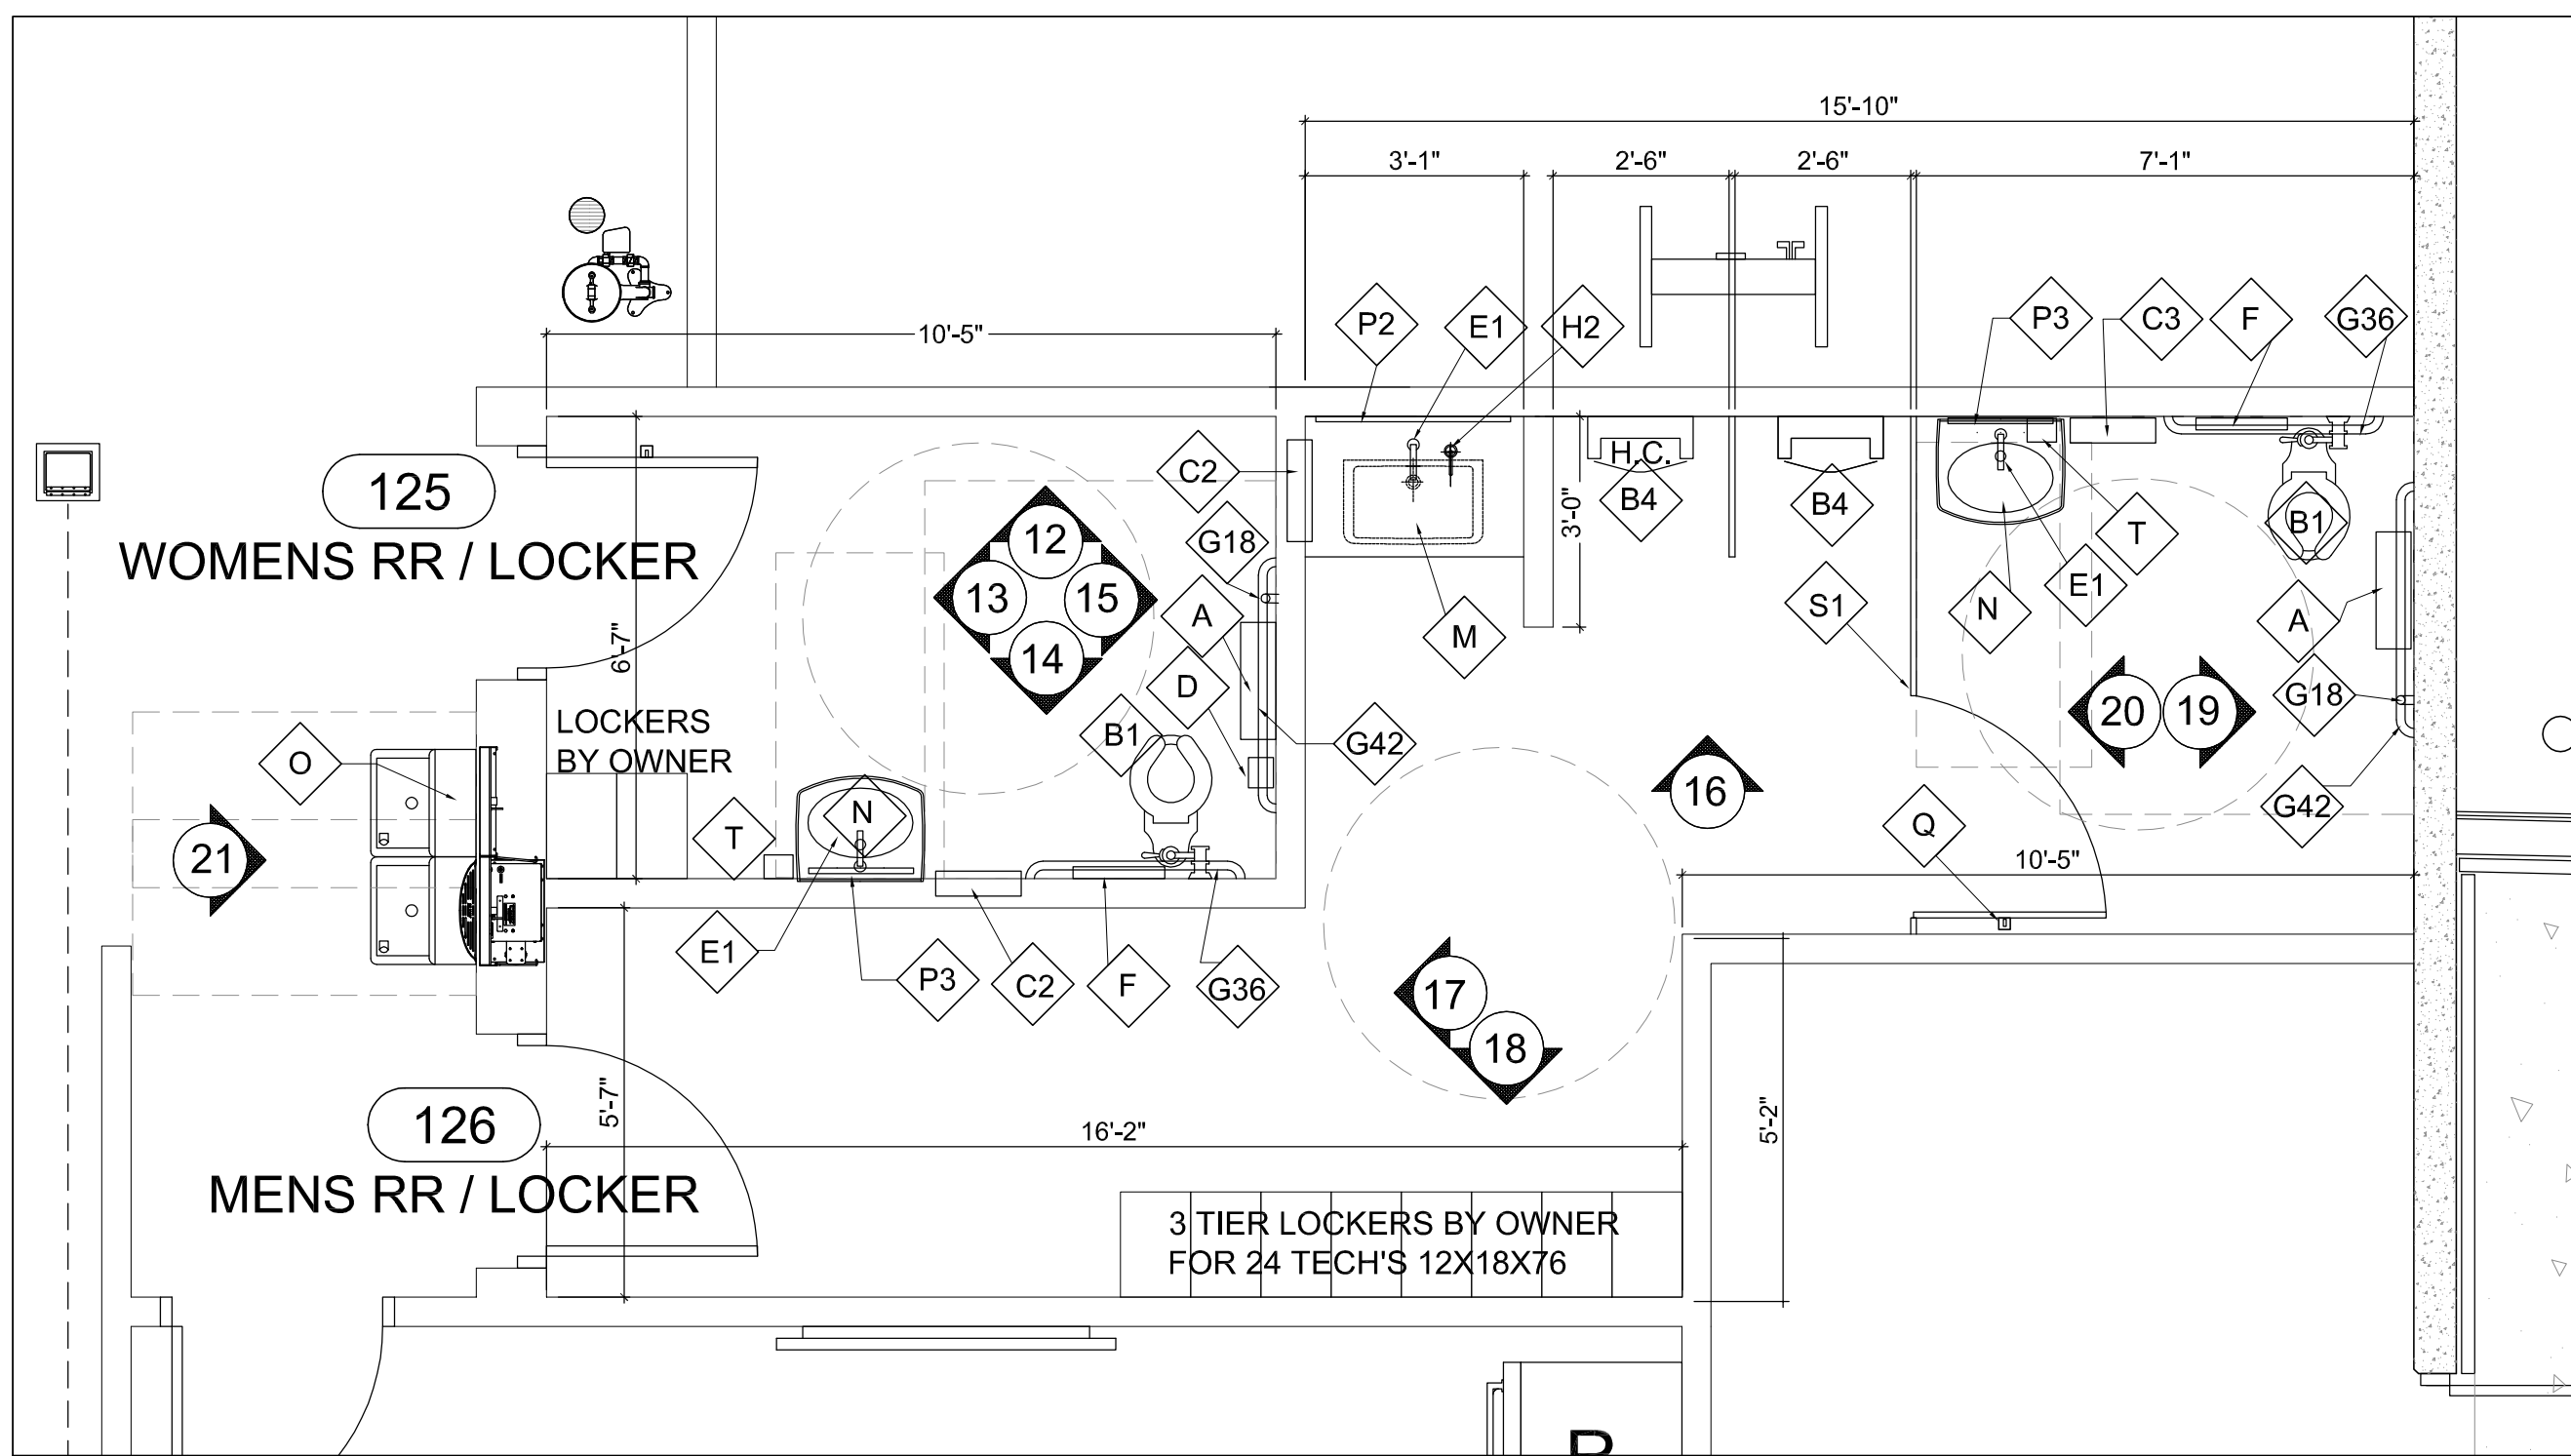 15'-10"
3'-1"
2'-6"
2'-6"
7'-1"
10'-5"
P2
E1
H2
P3
C3
F
G36
125
WOMENS RR / LOCKER
C2
H.C.
B4
B4
3'-0"
G18
12
13
15
14
A
D
B1
G42
M
S1
N
E1
T
B1
A
G18
G42
20
19
6'-7"
LOCKERS
BY OWNER
O
21
T
N
16
Q
10'-5"
E1
P3
C2
F
G36
17
18
126
MENS RR / LOCKER
5'-7"
16'-2"
5'-2"
3 TIER LOCKERS BY OWNER
FOR 24 TECH'S 12X18X76